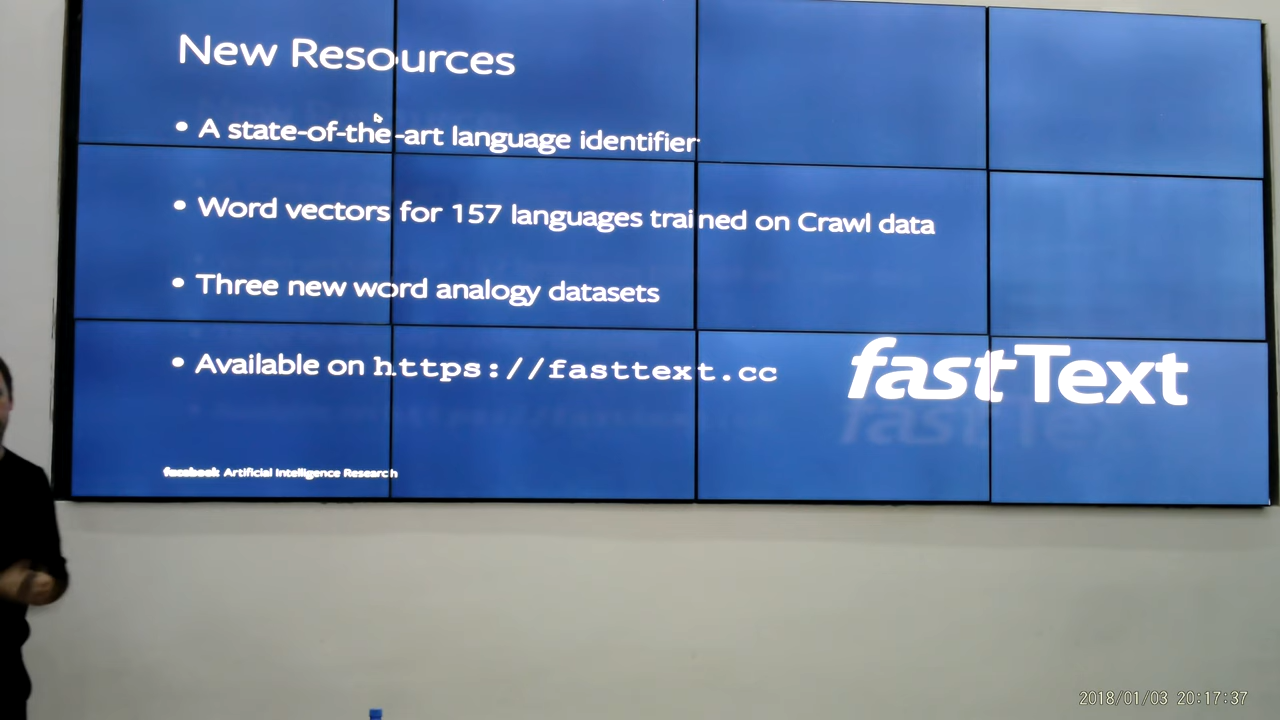 New Resources
• A state-of-the-art language identifier
• Word vectors for 157 languages trained on Crawl data
• Three new word analogy datasets
• Available on https://fasttext.cc
fastText
facebook Artificial Intelligence Research
2018/01/03 20:17:37